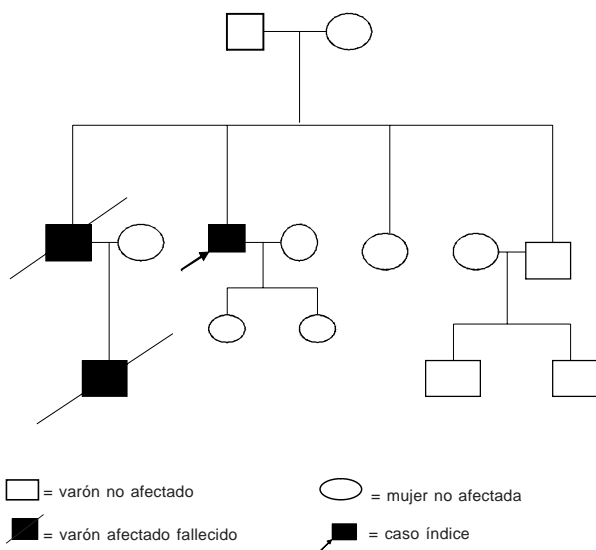 = varón no afectado
= mujer no afectada
= varón afectado fallecido
= caso índice